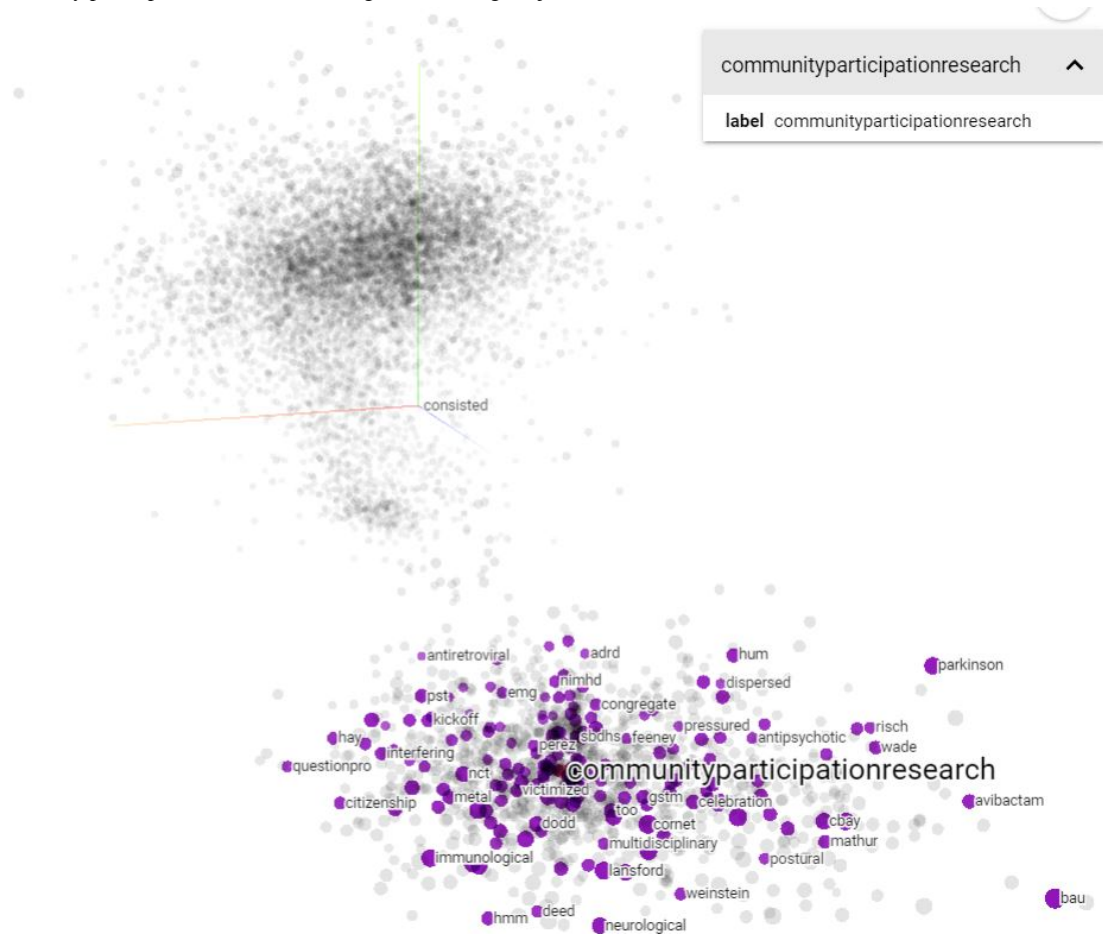 communityparticipationresearch
label communityparticipationresearch
consisted
antiretroviral
adrd
hum
parkinson
nimhd
dispersed
pst
emg
congregate
kickoff
pressured
risch
hay
sbdhs
feeney
antipsychotic
perez
wade
interfering
questionpro
nct
communityparticipationresearch
victimized
citizenship
metal
gstm
celebration
avibactam
too
dodd
cornet
cbay
multidisciplinary
mathur
immunological
postural
lansford
weinstein
bau
deed
hmm
neurological